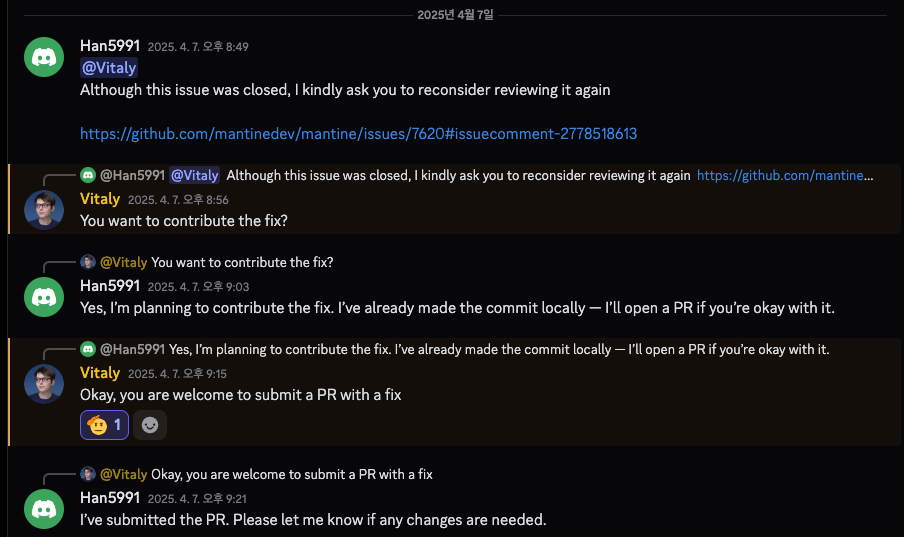 2025년 4월 7일
Han5991 2025. 4. 7. 오후 8:49
@Vitaly
Although this issue was closed, I kindly ask you to reconsider reviewing it again
https://github.com/mantinedev/mantine/issues/7620#issuecomment-2778518613
@Han5991 @Vitaly Although this issue was closed, I kindly ask you to reconsider reviewing it again https://github.com/mantine...
Vitaly 2025. 4. 7. 오후 8:56
You want to contribute the fix?
@Vitaly You want to contribute the fix?
Han5991 2025. 4. 7. 오후 9:03
Yes, I’m planning to contribute the fix. I’ve already made the commit locally — I’ll open a PR if you’re okay with it.
@Han5991 Yes, I’m planning to contribute the fix. I’ve already made the commit locally — I’ll open a PR if you’re okay with it.
Vitaly 2025. 4. 7. 오후 9:15
Okay, you are welcome to submit a PR with a fix
1
@Vitaly Okay, you are welcome to submit a PR with a fix
Han5991 2025. 4. 7. 오후 9:21
I’ve submitted the PR. Please let me know if any changes are needed.